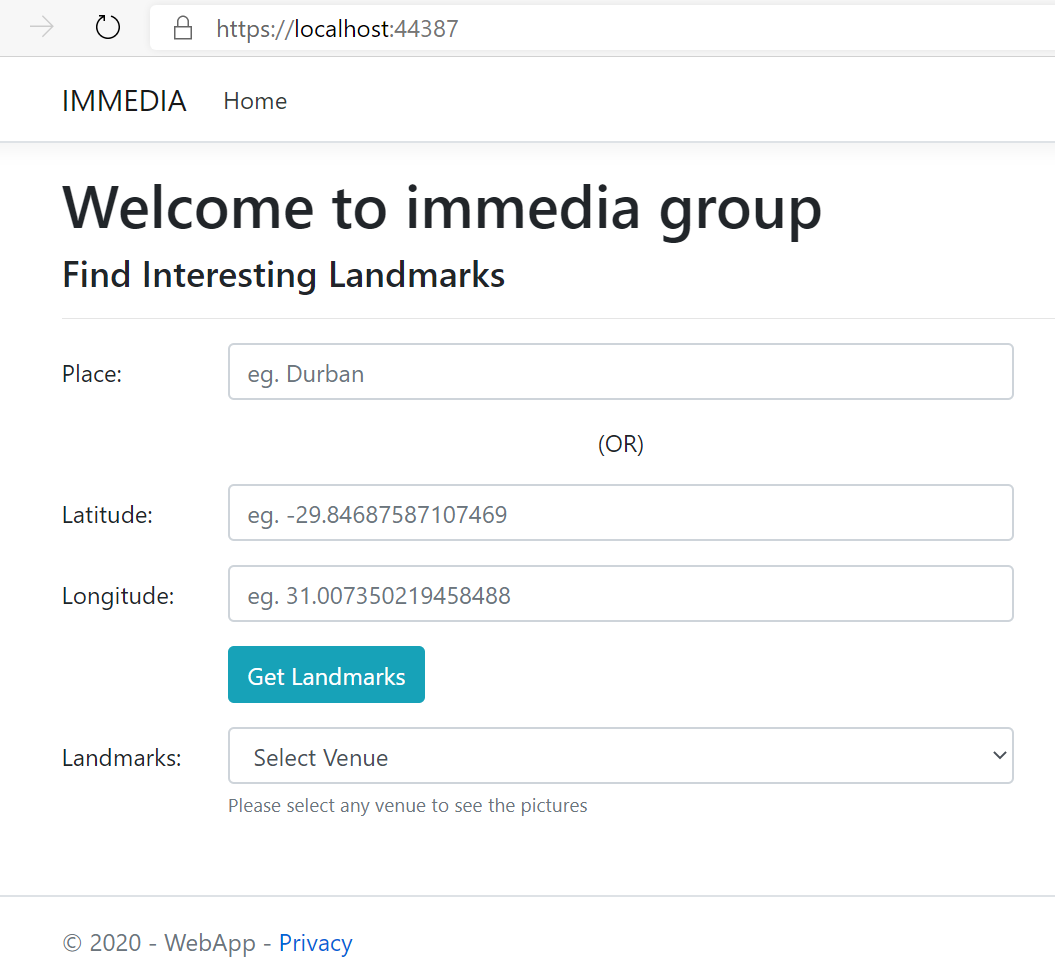 https://localhost:44387
IMMEDIA Home
Welcome to immedia group
Find Interesting Landmarks
Place: eg. Durban
(OR)
Latitude: eg. -29.84687587107469
Longitude: eg. 31.007350219458488
Get Landmarks
Landmarks: Select Venue
Please select any venue to see the pictures
© 2020 - WebApp - Privacy